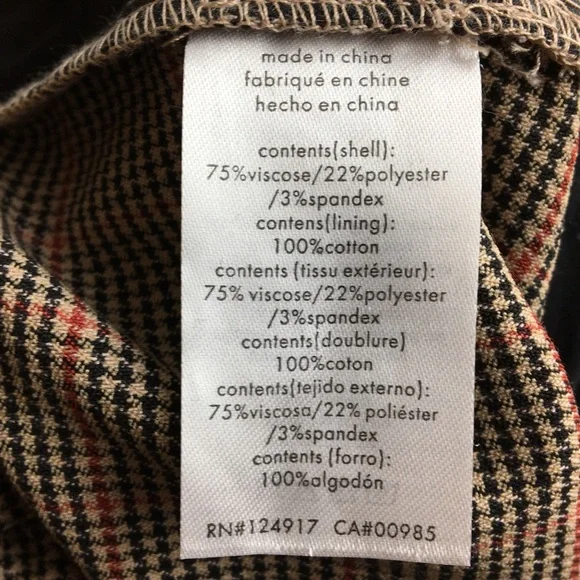 made in china
fabriqué en chine
hecho en china
contents(shell):
75%viscose/22%polyester
/3%spandex
contens(lining):
100%cotton
contents (tissu extérieur):
75% viscose/22%polyester
/3%spandex
contents(doublure)
100%coton
contents(tejido externo):
75%viscosa/22% poliéster
/3%spandex
contents (forro):
100%algodón
RN#124917 CA#00985